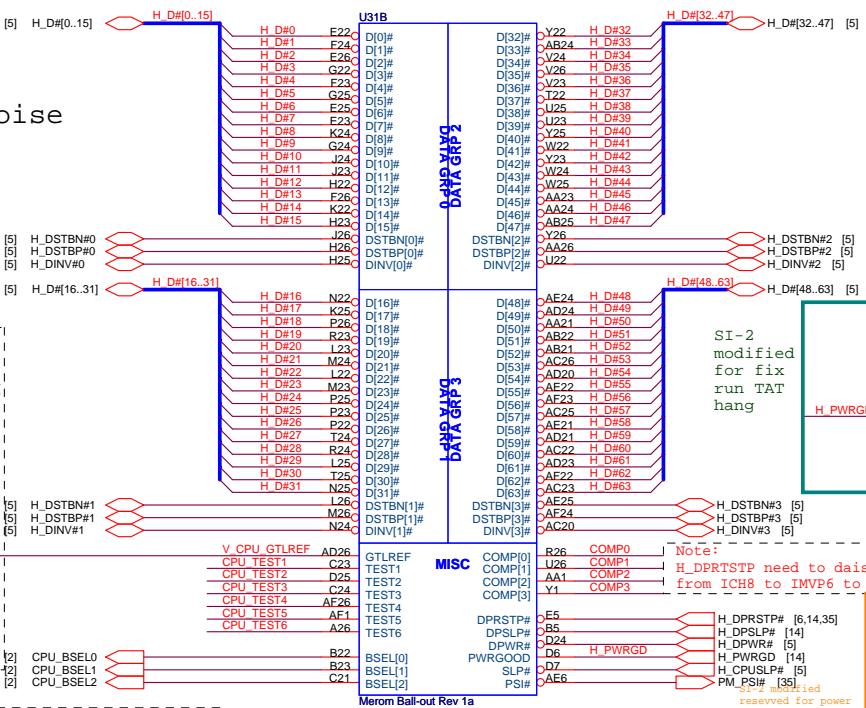 U31B
[5] H_D#[0..15] H_D#[0..15] H_D#[32..47] H_D#[32..47] [5]
H_D#0 E22 D[0]# D[32]# Y22 H_D#32
H_D#1 F24 D[1]# D[33]# AB24 H_D#33
H_D#2 E26 D[2]# D[34]# V24 H_D#34
H_D#3 G22 D[3]# D[35]# V26 H_D#35
H_D#4 F23 D[4]# D[36]# V23 H_D#36
H_D#5 G25 D[5]# D[37]# T22 H_D#37
H_D#6 E25 D[6]# D[38]# U25 H_D#38
H_D#7 E23 D[7]# D[39]# U23 H_D#39
H_D#8 K24 D[8]# D[40]# Y25 H_D#40
H_D#9 G24 D[9]# D[41]# W22 H_D#41
H_D#10 J24 D[10]# D[42]# Y23 H_D#42
H_D#11 J23 D[11]# D[43]# W24 H_D#43
H_D#12 H22 D[12]# D[44]# W25 H_D#44
H_D#13 F26 D[13]# D[45]# AA23 H_D#45
H_D#14 K22 D[14]# D[46]# AA24 H_D#46
H_D#15 H23 D[15]# D[47]# AB25 H_D#47
[5] H_DSTBN#0 J26 DSTBN[0]# DSTBN[2]# Y26 H_DSTBN#2 [5]
[5] H_DSTBP#0 H26 DSTBP[0]# DSTBP[2]# AA26 H_DSTBP#2 [5]
[5] H_DINV#0 H25 DINV[0]# DINV[2]# U22 H_DINV#2 [5]
DATA GRP0
DATA GRP 2
oise
[5] H_D#[16..31] H_D#[16..31] H_D#[48..63] H_D#[48..63] [5]
H_D#16 N22 D[16]# D[48]# AE24 H_D#48
H_D#17 K25 D[17]# D[49]# AD24 H_D#49
H_D#18 P26 D[18]# D[50]# AA21 H_D#50
H_D#19 R23 D[19]# D[51]# AB22 H_D#51
H_D#20 L23 D[20]# D[52]# AB21 H_D#52
H_D#21 M24 D[21]# D[53]# AC26 H_D#53
H_D#22 L22 D[22]# D[54]# AD20 H_D#54
H_D#23 M23 D[23]# D[55]# AE22 H_D#55
H_D#24 P25 D[24]# D[56]# AF23 H_D#56
H_D#25 P23 D[25]# D[57]# AC25 H_D#57
H_D#26 P22 D[26]# D[58]# AE21 H_D#58
H_D#27 T24 D[27]# D[59]# AD21 H_D#59
H_D#28 R24 D[28]# D[60]# AC22 H_D#60
H_D#29 L25 D[29]# D[61]# AD23 H_D#61
H_D#30 T25 D[30]# D[62]# AF22 H_D#62
H_D#31 N25 D[31]# D[63]# AC23 H_D#63
[5] H_DSTBN#1 L26 DSTBN[1]# DSTBN[3]# AE25 H_DSTBN#3 [5]
[5] H_DSTBP#1 M26 DSTBP[1]# DSTBP[3]# AF24 H_DSTBP#3 [5]
[5] H_DINV#1 N24 DINV[1]# DINV[3]# AC20 H_DINV#3 [5]
DATA GRP1
DATA GRP 3
SI-2
modified
for fix
run TAT
hang
H_PWRG
MISC
V_CPU_GTLREF AD26 GTLREF COMP[0] R26 COMP0
CPU_TEST1 C23 TEST1 COMP[1] U26 COMP1
CPU_TEST2 D25 TEST2 COMP[2] AA1 COMP2
CPU_TEST3 C24 TEST3 COMP[3] Y1 COMP3
CPU_TEST4 AF26 TEST4
CPU_TEST5 AF1 TEST5
CPU_TEST6 A26 TEST6
Note:
H_DPRTSTP need to dais
from ICH8 to IMVP6 to
DPRSTP# E5 H_DPRSTP# [6,14,35]
DPSLP# B5 H_DPSLP# [14]
DPWR# D24 H_DPWR# [5]
[2] CPU_BSEL0 B22 BSEL[0] PWRGOOD D6 H_PWRGD H_PWRGD [14]
[2] CPU_BSEL1 B23 BSEL[1] SLP# D7 H_CPUSLP# [5]
[2] CPU_BSEL2 C21 BSEL[2] PSI# AE6 PM_PSI# [35]
SI-2 modified
resevved for power
Merom Ball-out Rev 1a